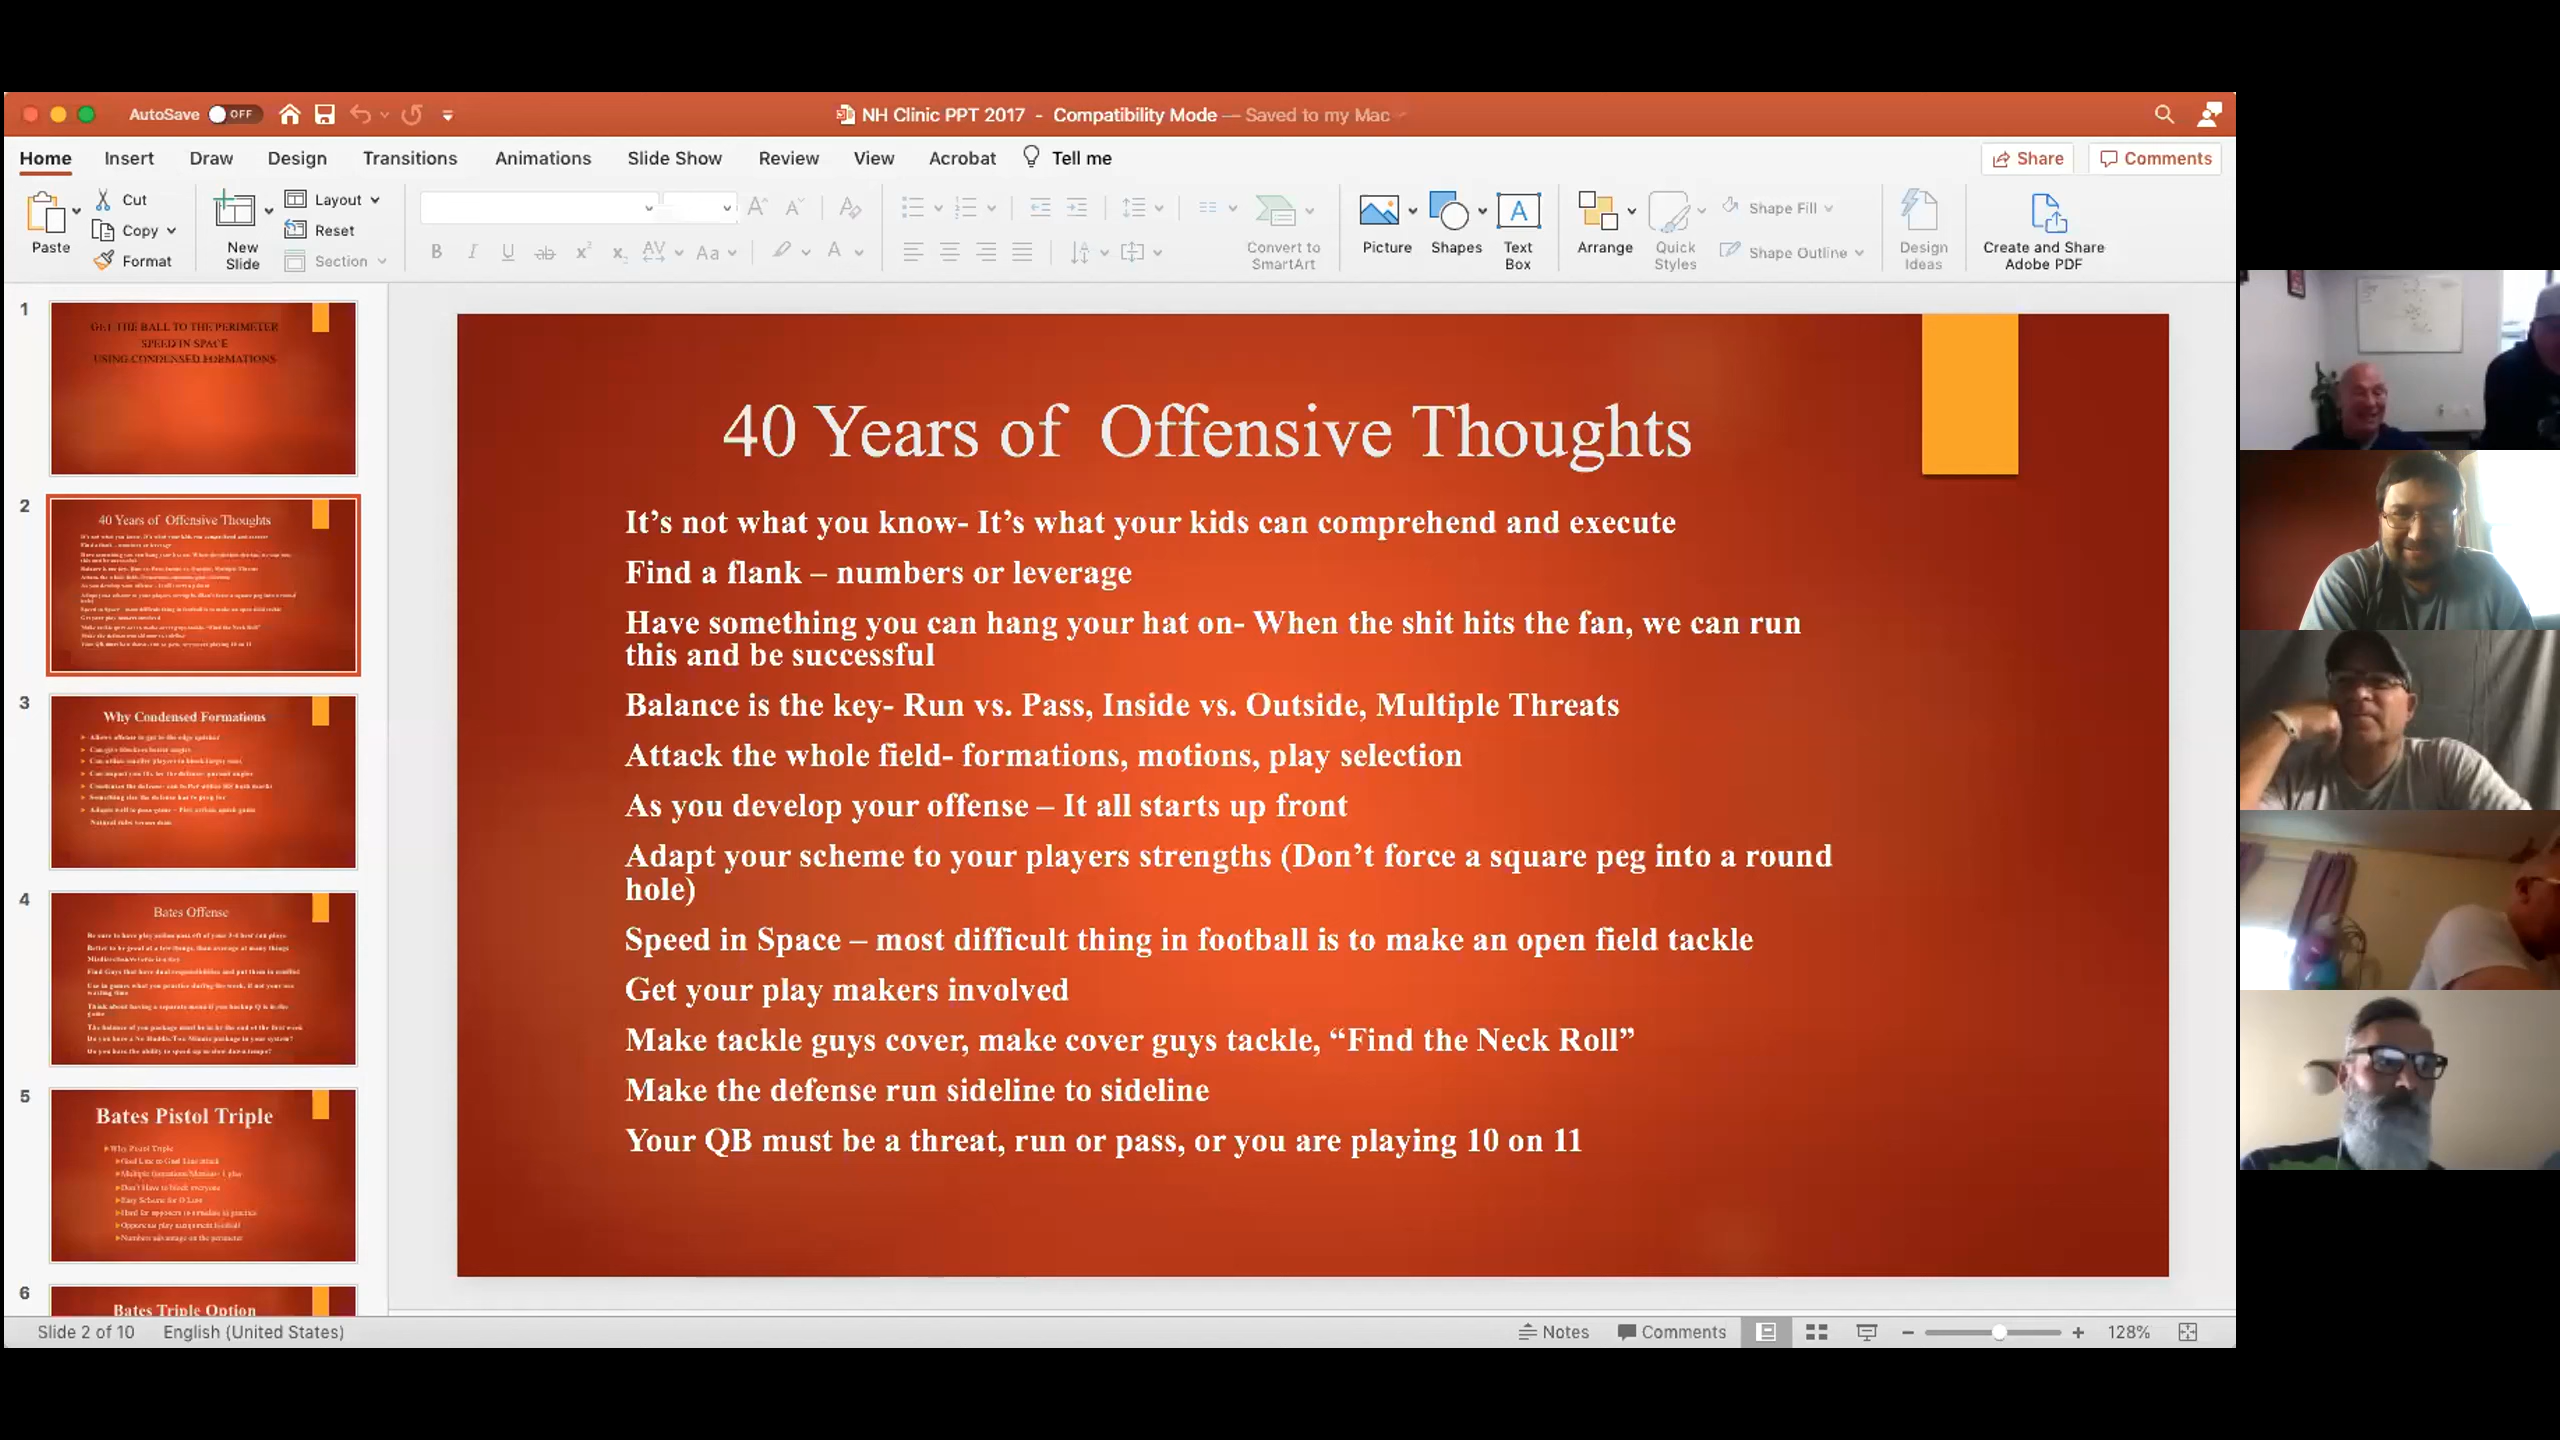 AutoSave OFF
NH Clinic PPT 2017 - Compatibility Mode — Saved to my Mac
Home Insert Draw Design Transitions Animations Slide Show Review View Acrobat Tell me Share Comments
Paste Cut Copy Format
New Slide Layout Reset Section
Convert to SmartArt
Picture Shapes Text Box Arrange Quick Styles Shape Fill Shape Outline
Design Ideas
Create and Share Adobe PDF
1
GET THE BALL TO THE PERIMETER
SPEED IN SPACE
USING CONDENSED FORMATIONS
2
40 Years of Offensive Thoughts
3
Why Condensed Formations
4
Bates Offense
5
Bates Pistol Triple
Why Pistol Triple
6
Bates Triple Option
40 Years of Offensive Thoughts
It’s not what you know- It’s what your kids can comprehend and execute
Find a flank – numbers or leverage
Have something you can hang your hat on- When the shit hits the fan, we can run
this and be successful
Balance is the key- Run vs. Pass, Inside vs. Outside, Multiple Threats
Attack the whole field- formations, motions, play selection
As you develop your offense – It all starts up front
Adapt your scheme to your players strengths (Don’t force a square peg into a round
hole)
Speed in Space – most difficult thing in football is to make an open field tackle
Get your play makers involved
Make tackle guys cover, make cover guys tackle, “Find the Neck Roll”
Make the defense run sideline to sideline
Your QB must be a threat, run or pass, or you are playing 10 on 11
Slide 2 of 10 English (United States) Notes Comments 128%